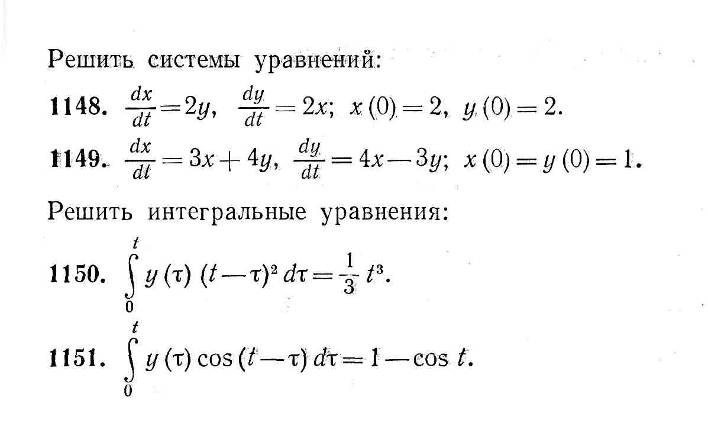 Решить системы уравнений:
1148. dx/dt = 2y, dy/dt = 2x; x (0) = 2, y (0) = 2.
1149. dx/dt = 3x + 4y, dy/dt = 4x — 3y; x (0) = y (0) = 1.
Решить интегральные уравнения:
1150. ∫₀ᵗ y (τ) (t — τ)² dτ = 1/3 t³.
1151. ∫₀ᵗ y (τ) cos (t — τ) dτ = 1 — cos t.